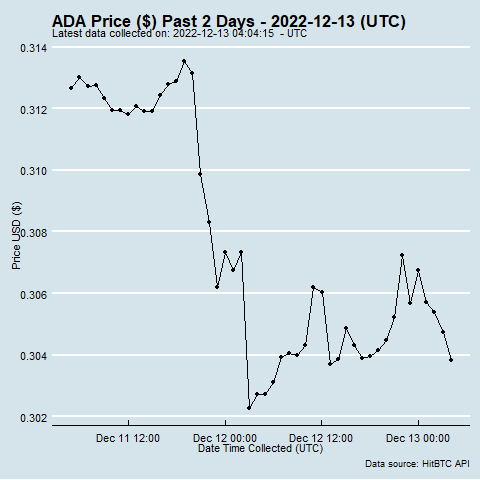 ADA Price ($) Past 2 Days - 2022-12-13 (UTC)
Latest data collected on: 2022-12-13 04:04:15  - UTC
0.314
0.312
0.310
0.308
0.306
0.304
0.302
Price USD ($)
Dec 11 12:00
Dec 12 00:00
Dec 12 12:00
Dec 13 00:00
Date Time Collected (UTC)
Data source: HitBTC API